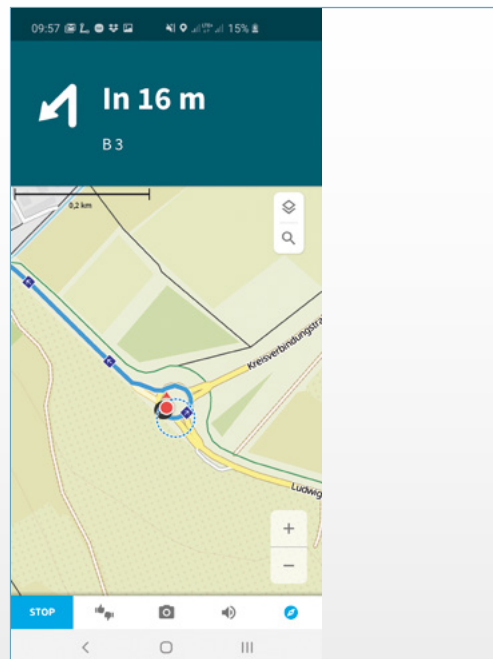 09:57
15%
In 16 m
B 3
0,2 km
Kreisverbindungstra
Ludwig
STOP